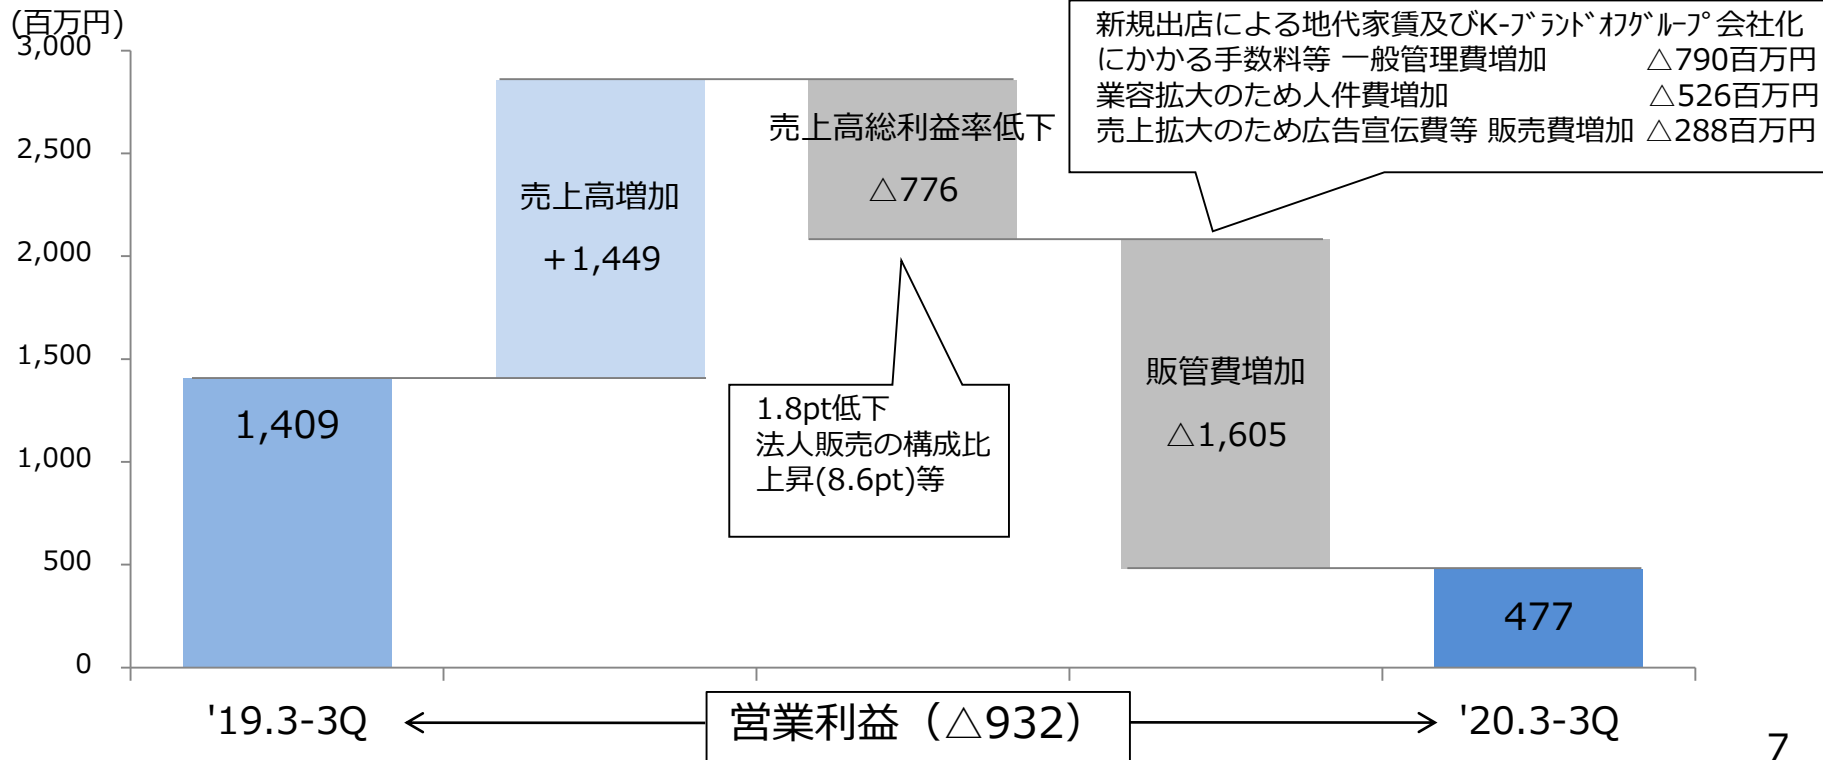 (百万円)
3,000
2,500
2,000
1,500
1,000
500
0
1,409
売上高増加
+1,449
売上高総利益率低下
△776
1.8pt低下
法人販売の構成比
上昇(8.6pt)等
新規出店による地代家賃及びK-ﾌﾞﾗﾝﾄﾞｵﾌｸﾞﾙｰﾌﾟ会社化
にかかる手数料等 一般管理費増加 △790百万円
業容拡大のため人件費増加 △526百万円
売上拡大のため広告宣伝費等 販売費増加 △288百万円
販管費増加
△1,605
477
'19.3-3Q
営業利益（△932）
'20.3-3Q
7